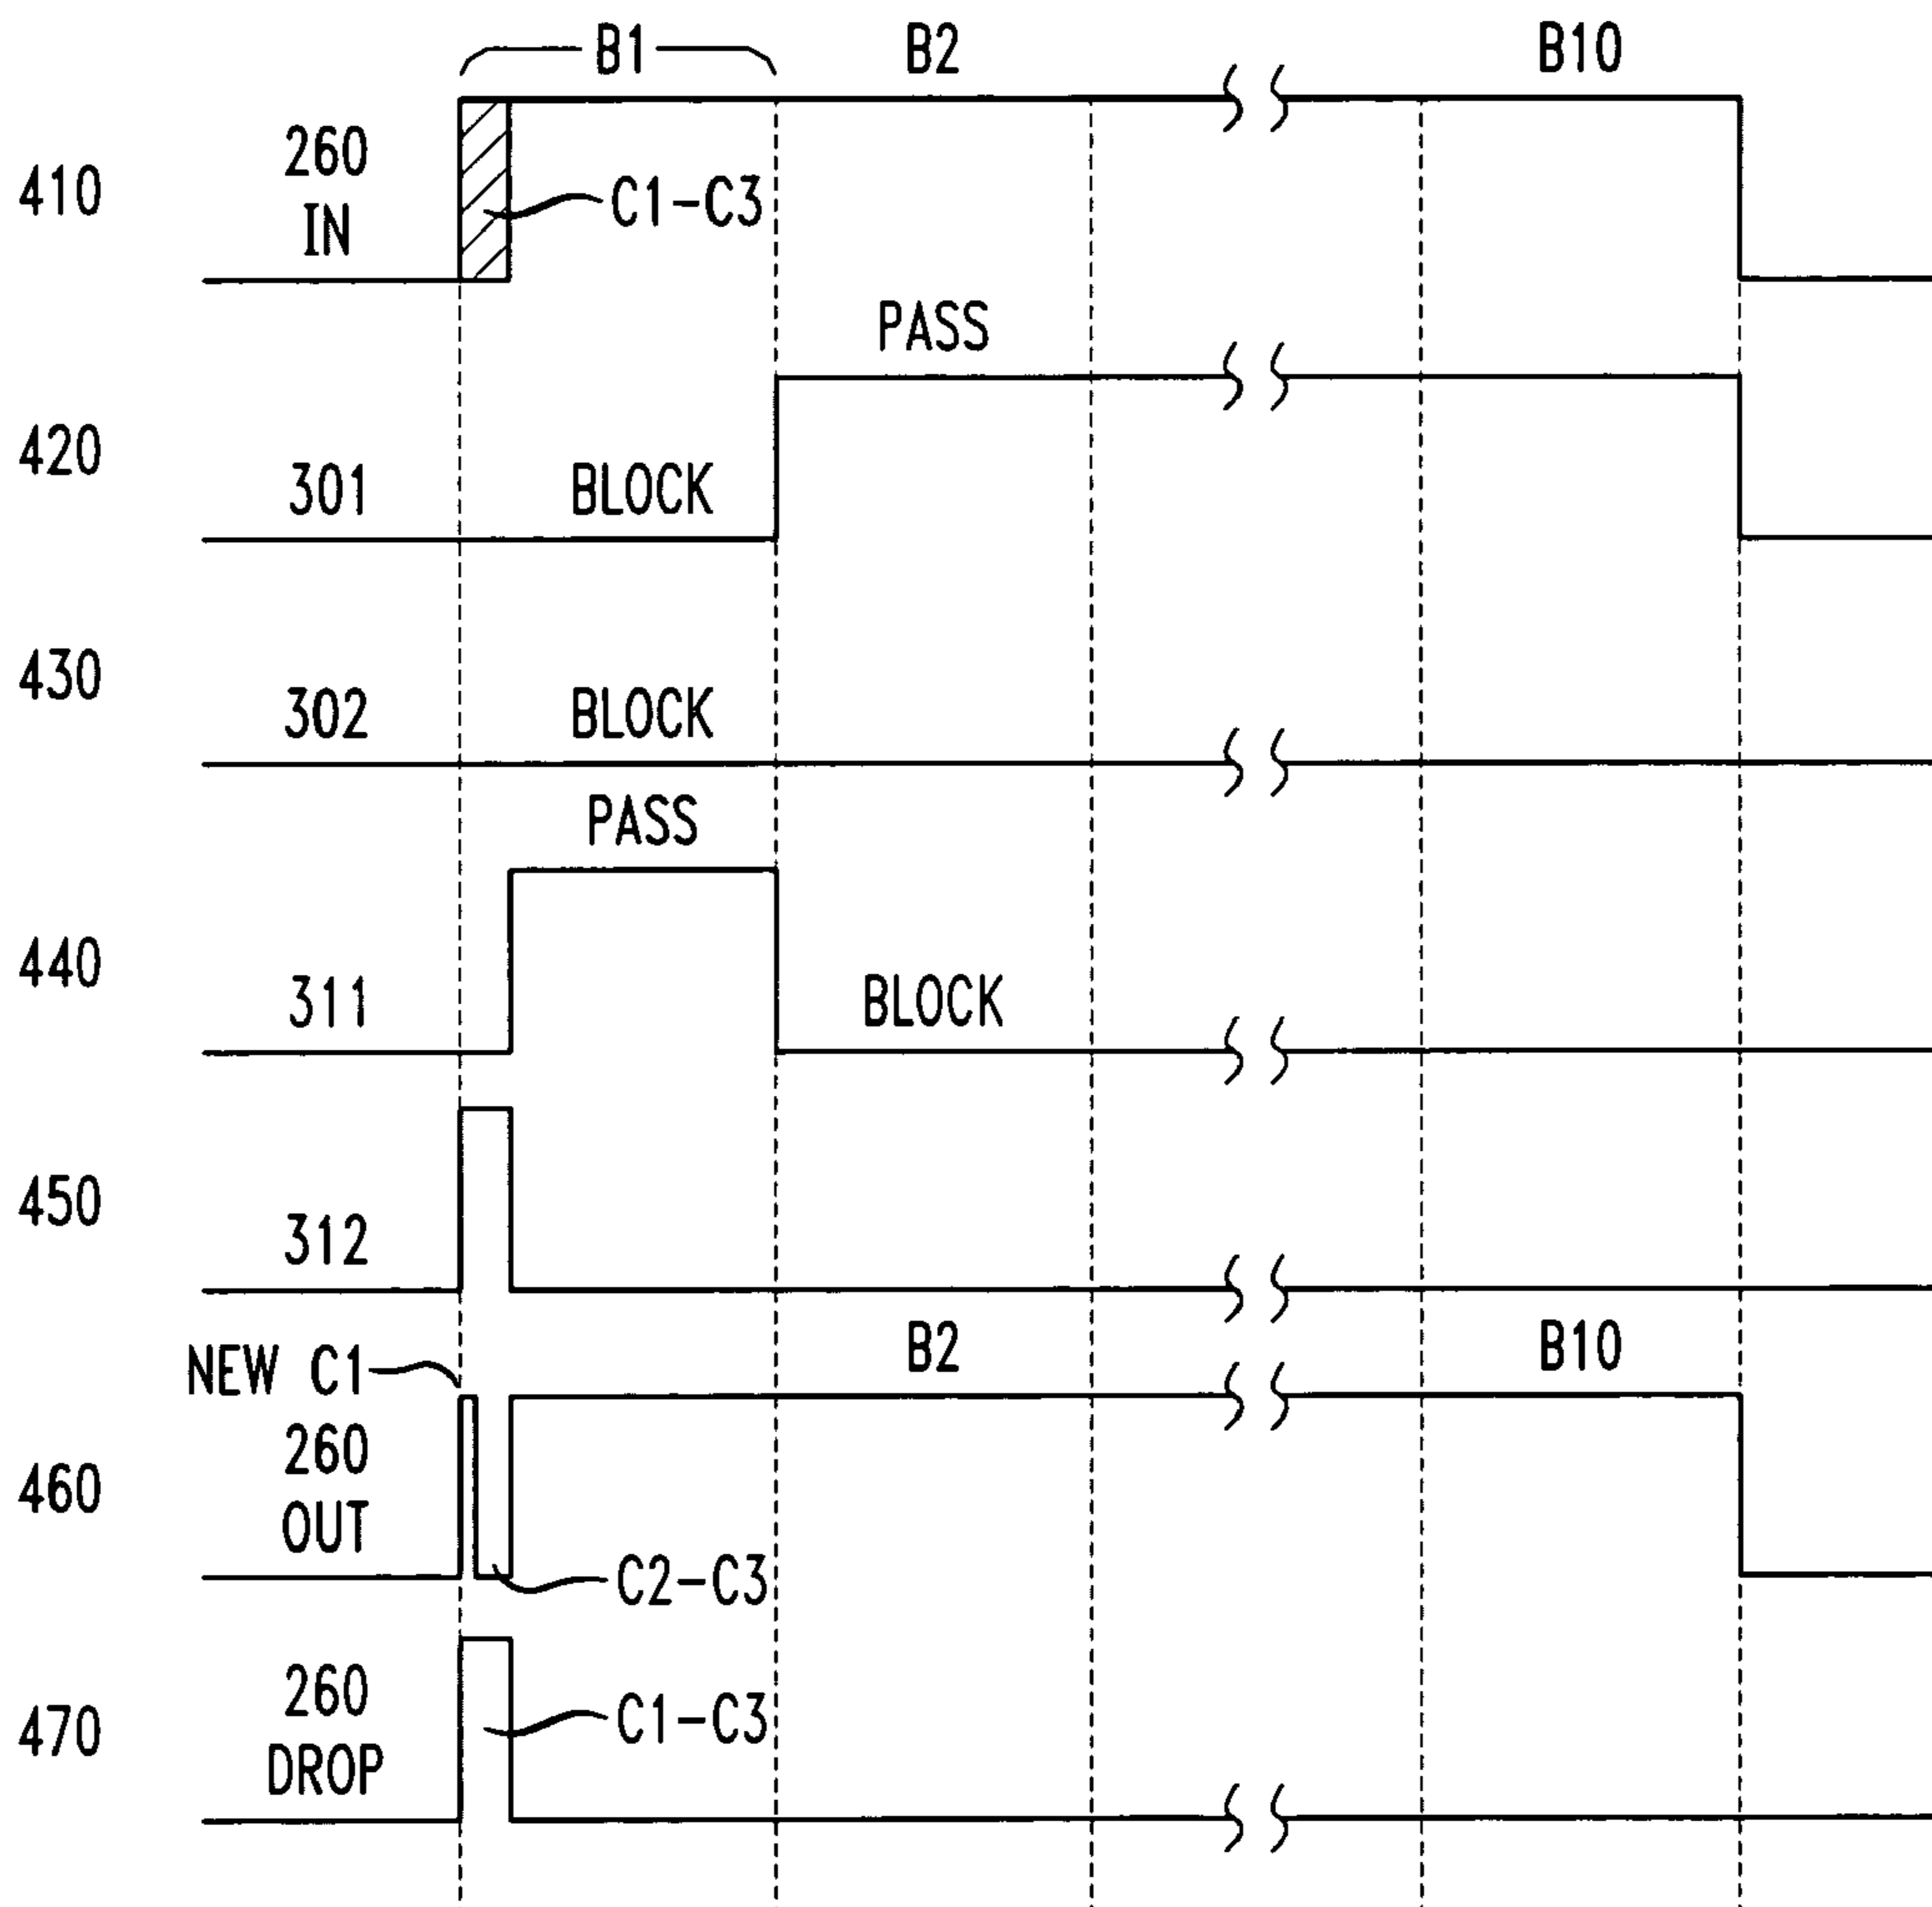 B1 B2 B10
410 260 IN C1-C3
PASS
420 301 BLOCK
430 302 BLOCK
PASS
440 311 BLOCK
450 312
NEW C1 B2 B10
460 260 OUT C2-C3
470 260 DROP C1-C3